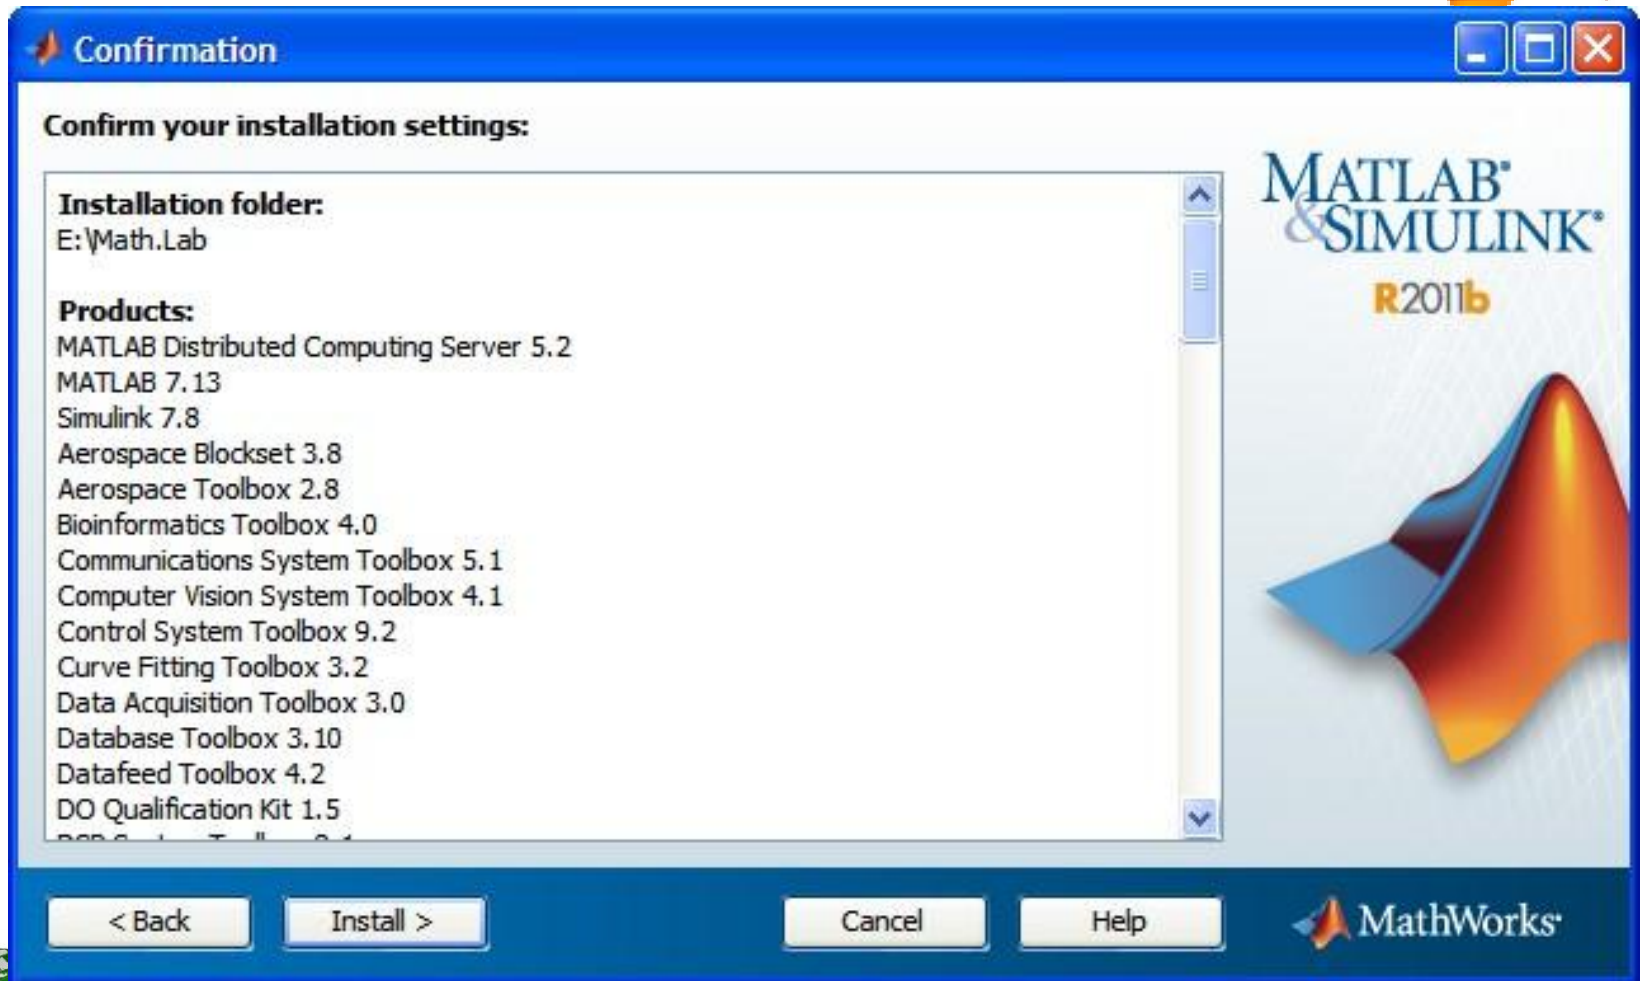 Confirmation
Confirm your installation settings:
Installation folder:
E:\Math.Lab
Products:
MATLAB Distributed Computing Server 5.2
MATLAB 7.13
Simulink 7.8
Aerospace Blockset 3.8
Aerospace Toolbox 2.8
Bioinformatics Toolbox 4.0
Communications System Toolbox 5.1
Computer Vision System Toolbox 4.1
Control System Toolbox 9.2
Curve Fitting Toolbox 3.2
Data Acquisition Toolbox 3.0
Database Toolbox 3.10
Datafeed Toolbox 4.2
DO Qualification Kit 1.5
MATLAB®
&SIMULINK®
R2011b
< Back
Install >
Cancel
Help
MathWorks®